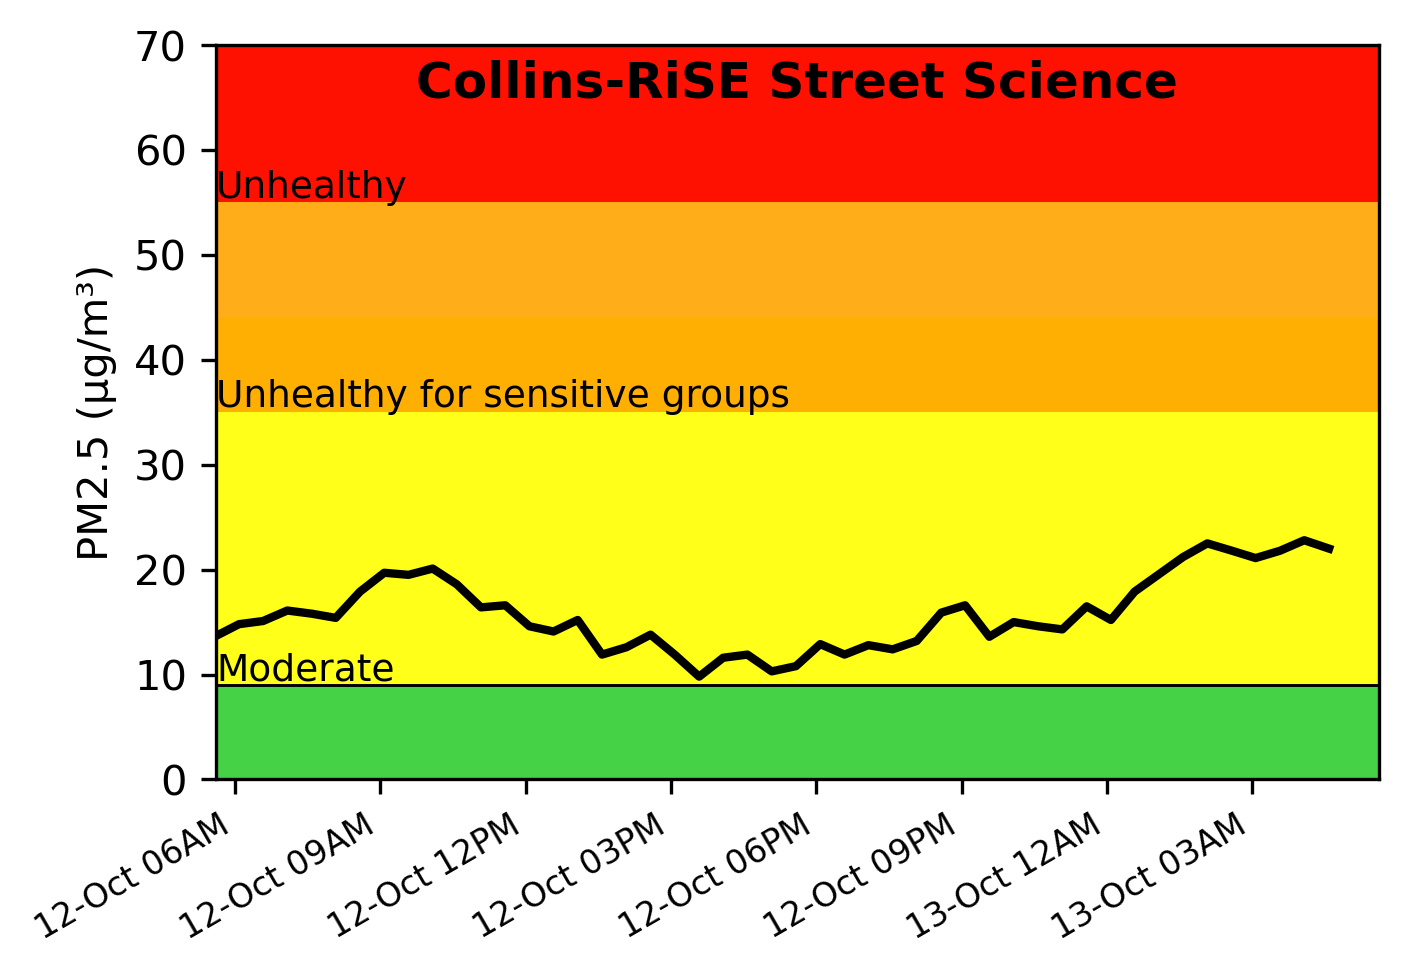 Collins-RiSE Street Science
70
60
Unhealthy
50
40
Unhealthy for sensitive groups
30
20
10
Moderate
0
PM2.5 (µg/m³)
12-Oct 06AM
12-Oct 09AM
12-Oct 12PM
12-Oct 03PM
12-Oct 06PM
12-Oct 09PM
13-Oct 12AM
13-Oct 03AM